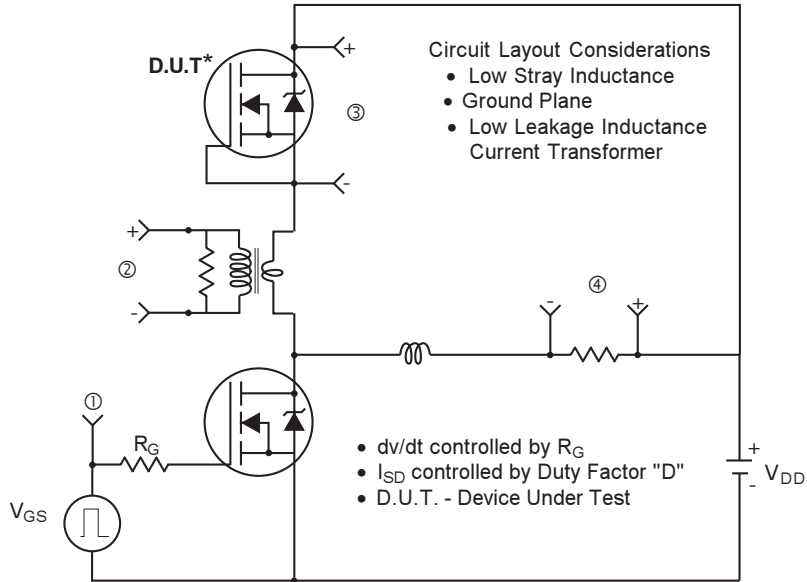 D.U.T*
+
③
-
Circuit Layout Considerations
• Low Stray Inductance
• Ground Plane
• Low Leakage Inductance
Current Transformer
+
②
-
④
-
+
①
R_G
V_GS
• dv/dt controlled by R_G
• I_SD controlled by Duty Factor "D"
• D.U.T. - Device Under Test
+
V_DD
-